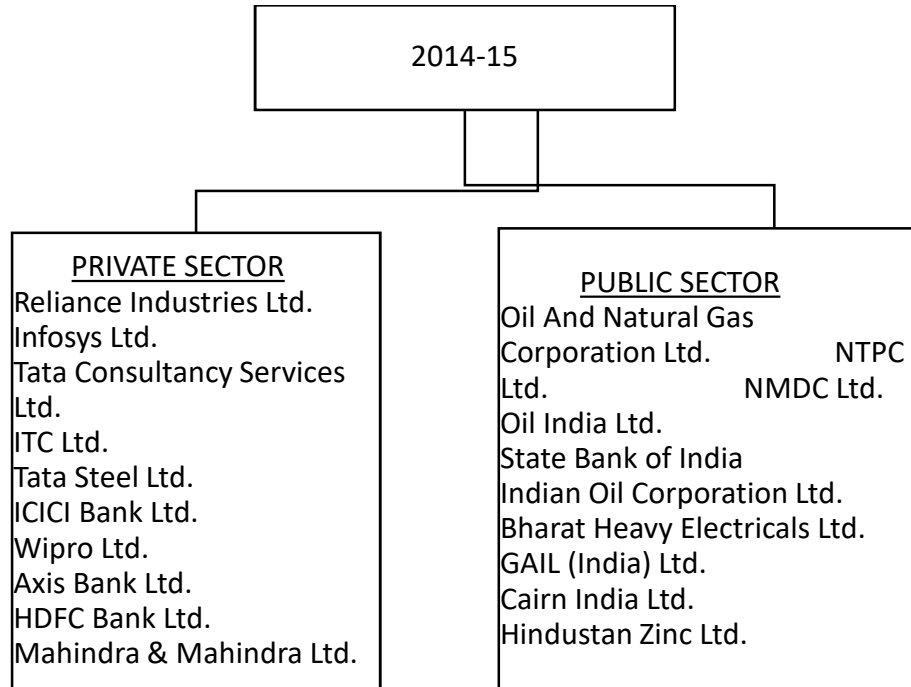 2014-15
PRIVATE SECTOR
Reliance Industries Ltd.
Infosys Ltd.
Tata Consultancy Services
Ltd.
ITC Ltd.
Tata Steel Ltd.
ICICI Bank Ltd.
Wipro Ltd.
Axis Bank Ltd.
HDFC Bank Ltd.
Mahindra & Mahindra Ltd.
PUBLIC SECTOR
Oil And Natural Gas
Corporation Ltd. NTPC
Ltd. NMDC Ltd.
Oil India Ltd.
State Bank of India
Indian Oil Corporation Ltd.
Bharat Heavy Electricals Ltd.
GAIL (India) Ltd.
Cairn India Ltd.
Hindustan Zinc Ltd.